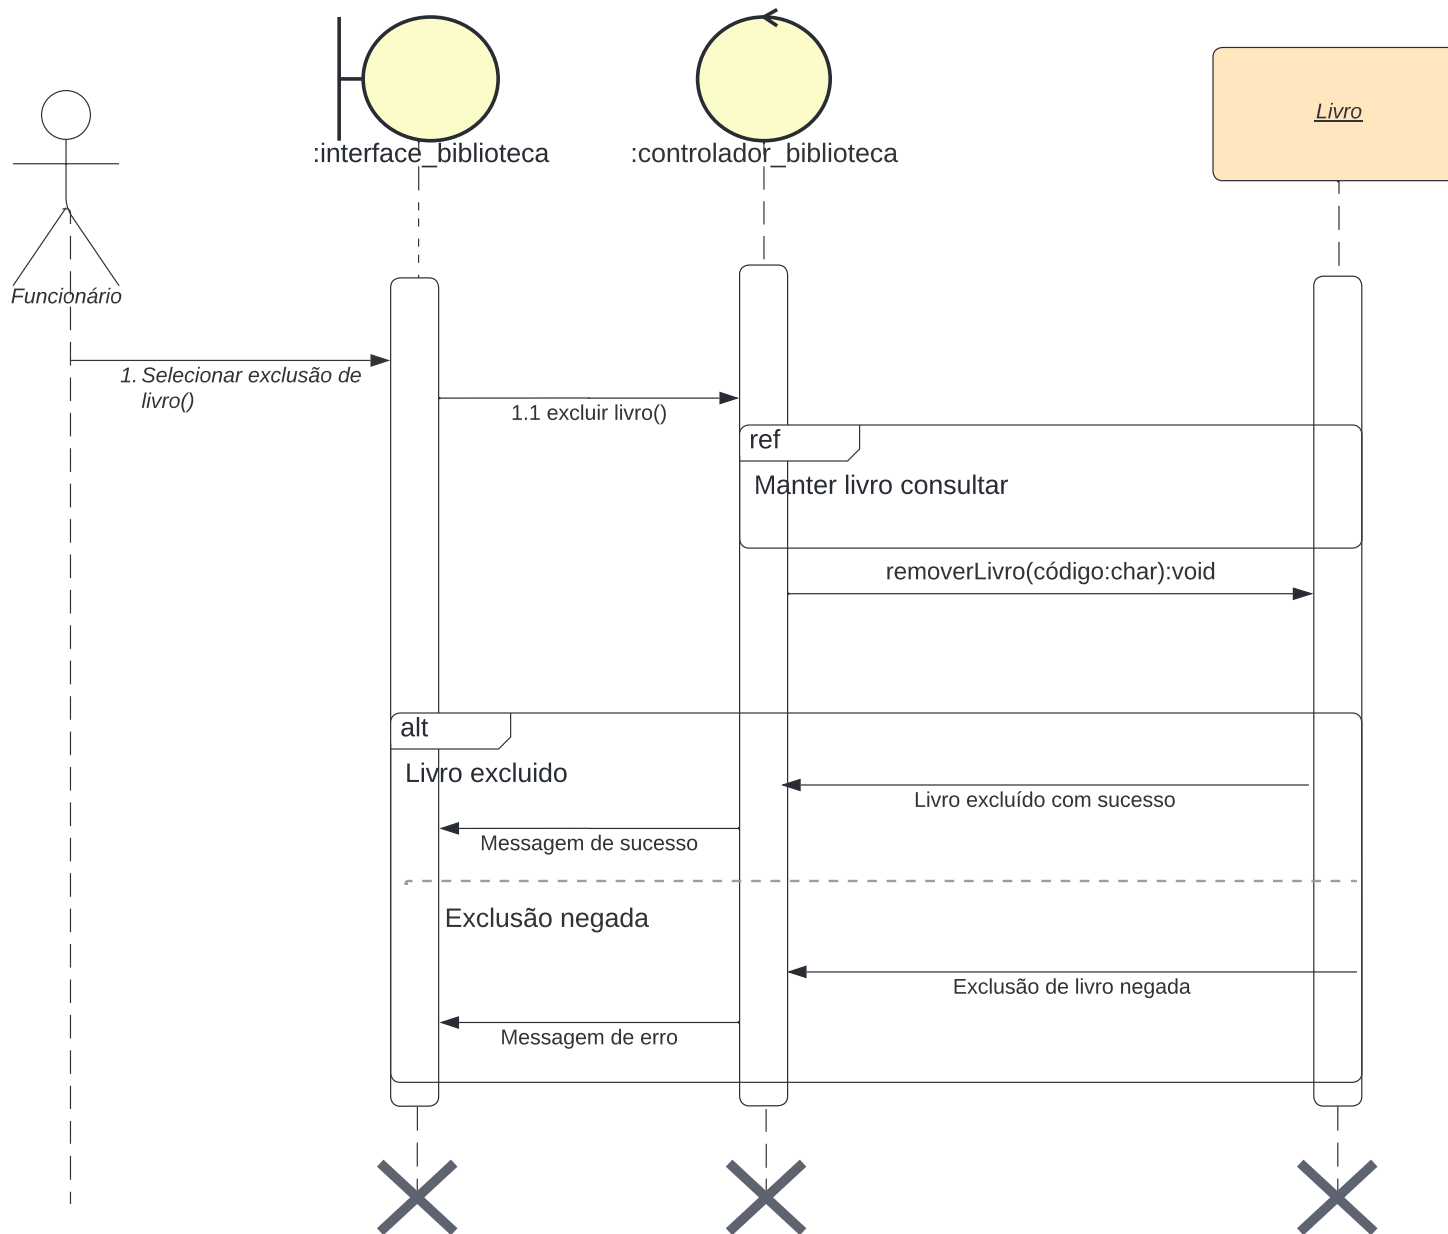 Livro
:interface_biblioteca
:controlador_biblioteca
Funcionário
1. Selecionar exclusão de
livro()
1.1 excluir livro()
ref
Manter livro consultar
removerLivro(código:char):void
alt
Livro excluido
Livro excluído com sucesso
Messagem de sucesso
Exclusão negada
Exclusão de livro negada
Messagem de erro